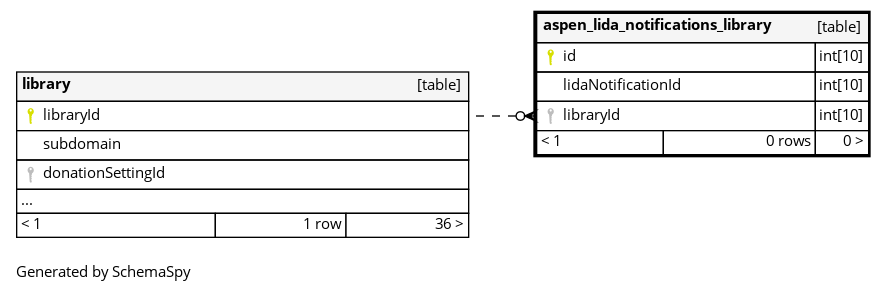 aspen_lida_notifications_library [table]
id int[10]
lidaNotificationId int[10]
libraryId int[10]
< 1 0 rows 0 >
library [table]
libraryId
subdomain
donationSettingId
...
< 1 1 row 36 >
Generated by SchemaSpy